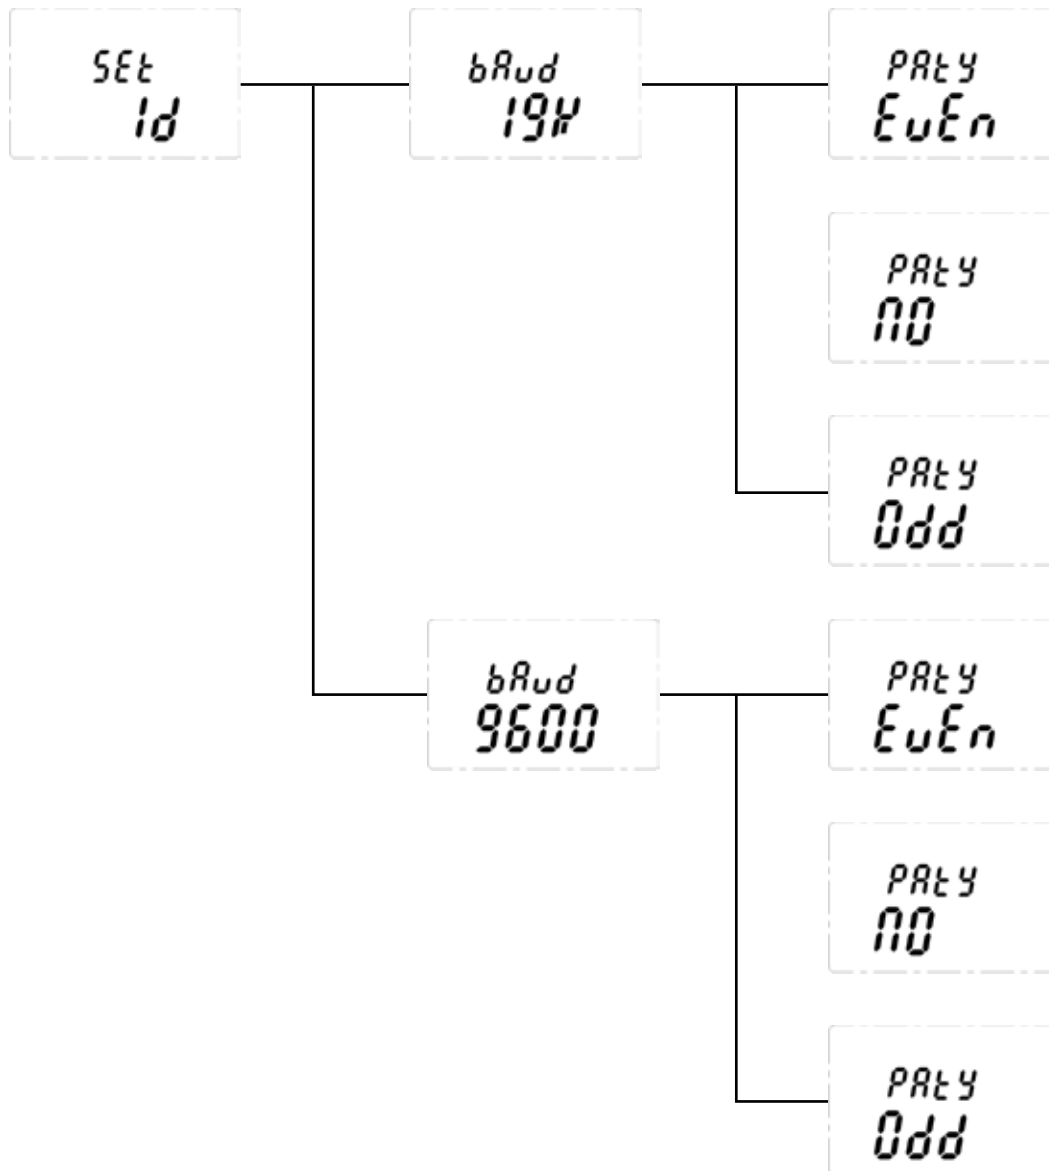 SEt
Id
bAud
19K
PAtY
EvEn
PAtY
NO
PAtY
Odd
bAud
9600
PAtY
EvEn
PAtY
NO
PAtY
Odd